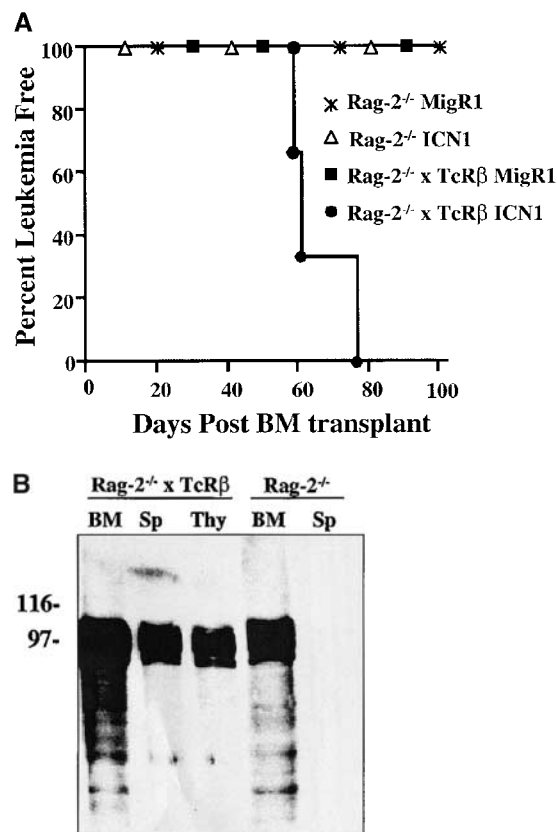 A
Percent Leukemia Free
100
80
60
40
20
0
0 20 40 60 80 100
Days Post BM transplant
Rag-2-/- MigR1
Rag-2-/- ICN1
Rag-2-/- x TcRβ MigR1
Rag-2-/- x TcRβ ICN1
B
Rag-2-/- x TcRβ Rag-2-/-
BM Sp Thy BM Sp
116-
97-